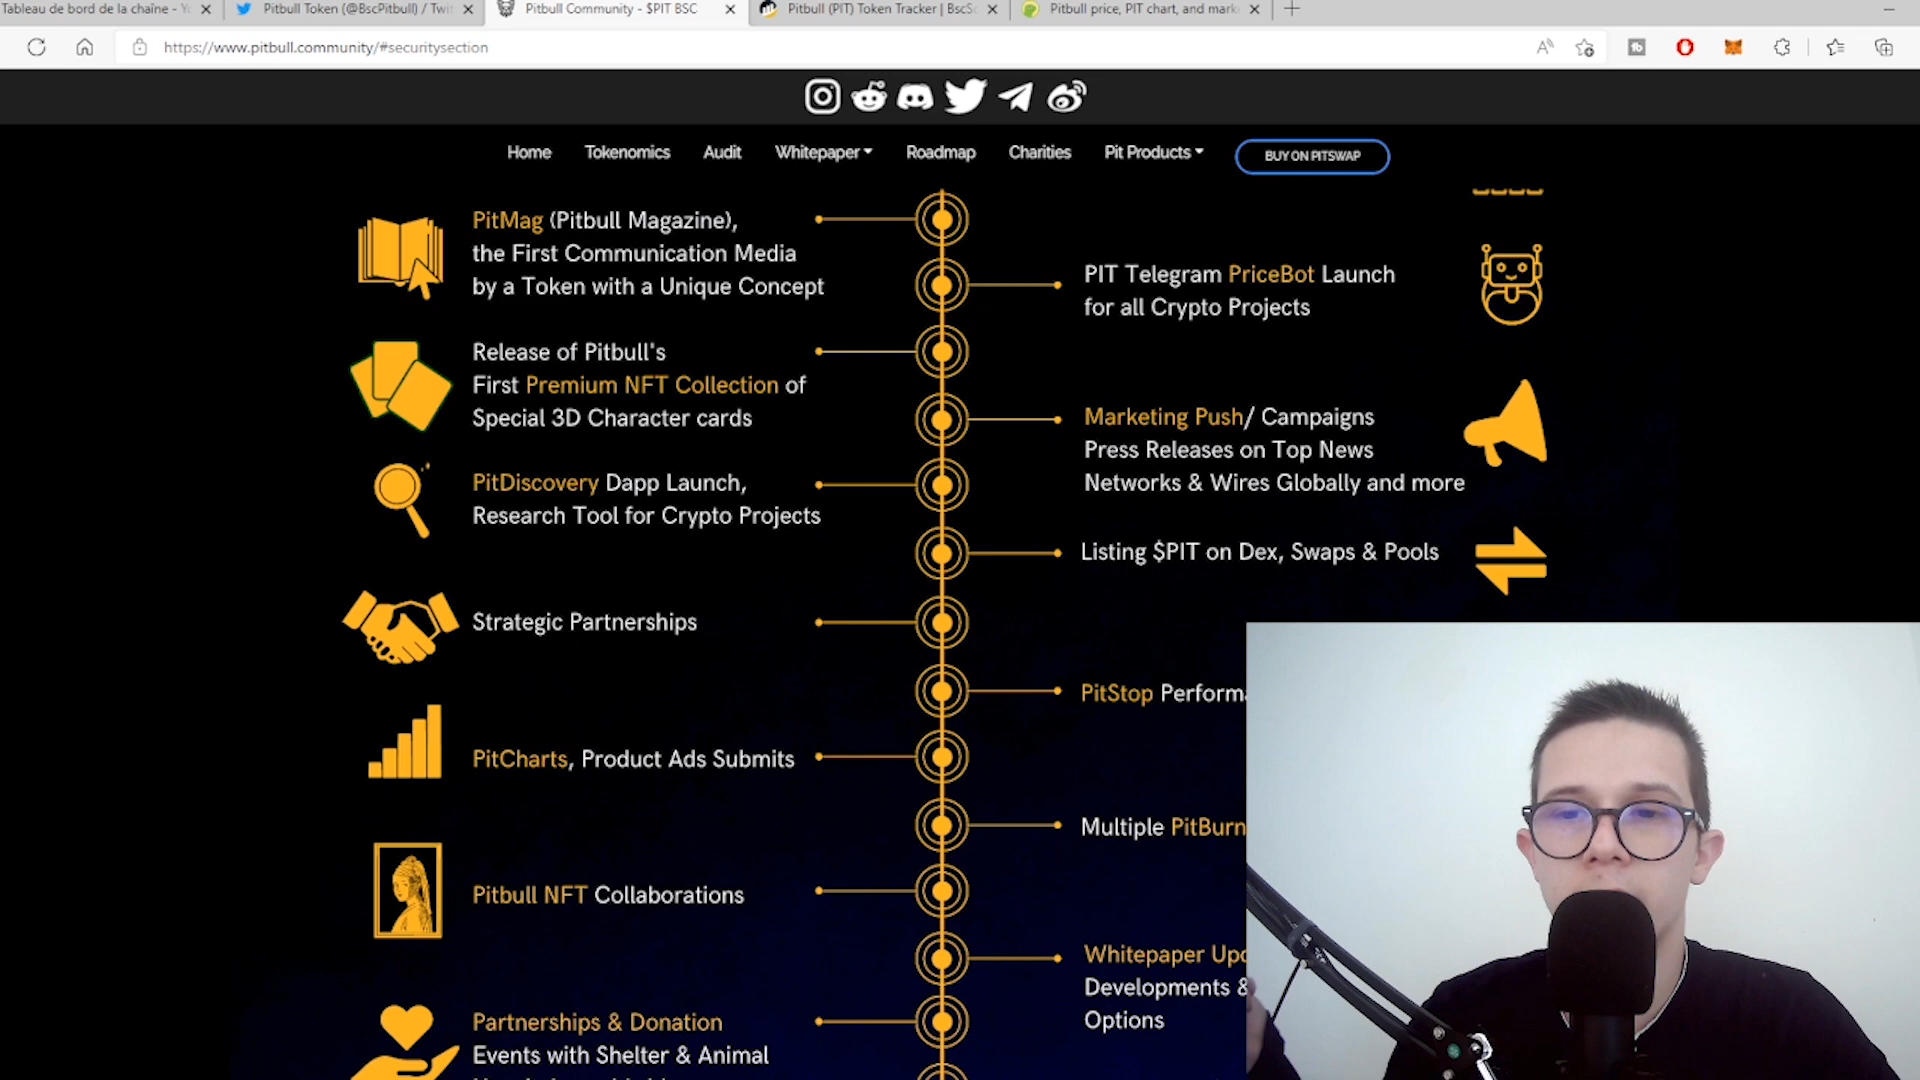 Tableau de bord de la chaîne - Yo
Pitbull Token (@BscPitbull) / Twit
Pitbull Community - $PIT BSC
Pitbull (PIT) Token Tracker | BscSc
Pitbull price, PIT chart, and mark
https://www.pitbull.community/#securitysection
Home
Tokenomics
Audit
Whitepaper
Roadmap
Charities
Pit Products
BUY ON PITSWAP
PitMag (Pitbull Magazine),
the First Communication Media
by a Token with a Unique Concept
PIT Telegram PriceBot Launch
for all Crypto Projects
Release of Pitbull's
First Premium NFT Collection of
Special 3D Character cards
Marketing Push/ Campaigns
Press Releases on Top News
Networks & Wires Globally and more
PitDiscovery Dapp Launch,
Research Tool for Crypto Projects
Listing $PIT on Dex, Swaps & Pools
Strategic Partnerships
PitStop Performa
PitCharts, Product Ads Submits
Multiple PitBurn
Pitbull NFT Collaborations
Whitepaper Upd
Developments &
Options
Partnerships & Donation
Events with Shelter & Animal